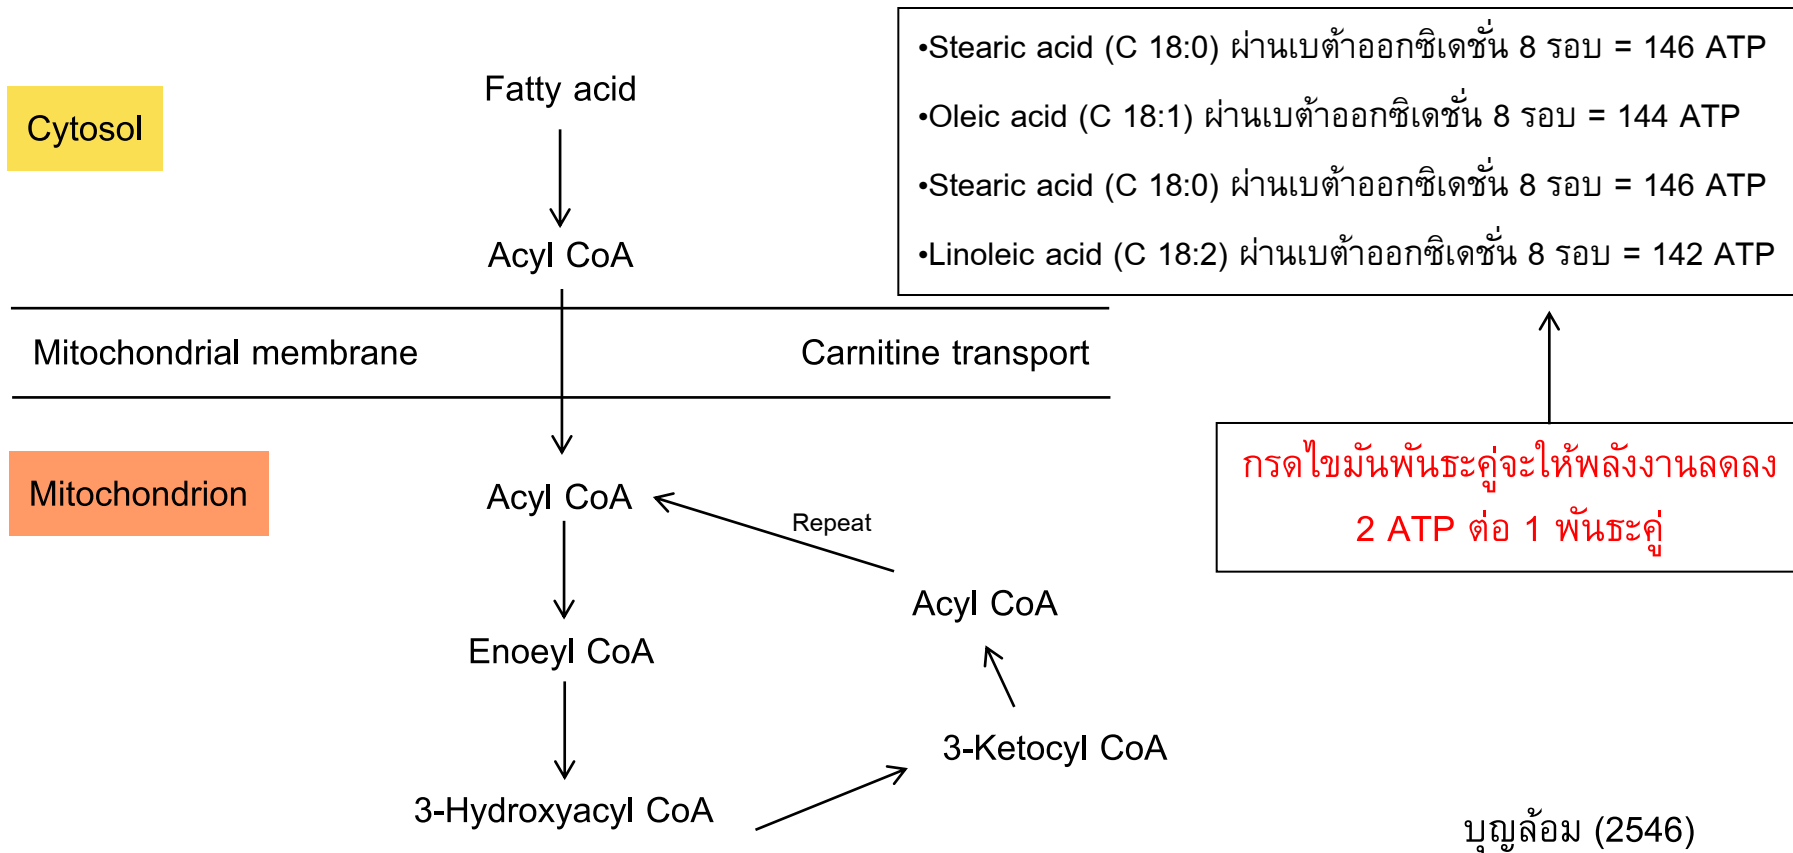 •Stearic acid (C 18:0) ผ่านเบต้าออกซิเดชั่น 8 รอบ = 146 ATP
•Oleic acid (C 18:1) ผ่านเบต้าออกซิเดชั่น 8 รอบ = 144 ATP
•Stearic acid (C 18:0) ผ่านเบต้าออกซิเดชั่น 8 รอบ = 146 ATP
•Linoleic acid (C 18:2) ผ่านเบต้าออกซิเดชั่น 8 รอบ = 142 ATP
Fatty acid
Cytosol
Acyl CoA
Mitochondrial membrane
Carnitine transport
กรดไขมันพันธะคู่จะให้พลังงานลดลง
2 ATP ต่อ 1 พันธะคู่
Mitochondrion
Acyl CoA
Repeat
Acyl CoA
Enoeyl CoA
3-Ketocyl CoA
3-Hydroxyacyl CoA
บุญล้อม (2546)